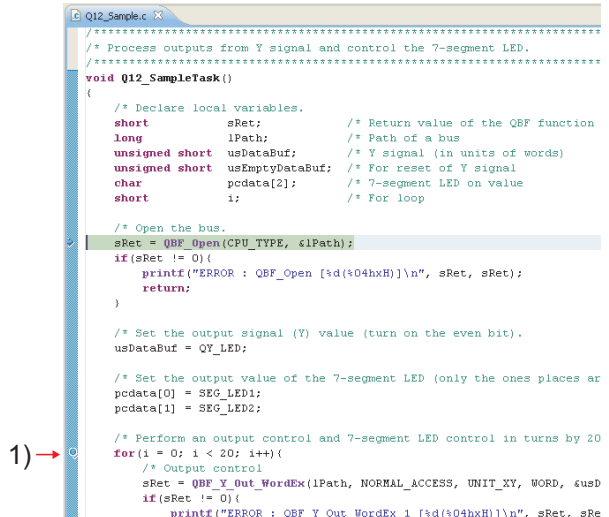 Q12_Sample.c
/*************************************************************************
/* Process outputs from Y signal and control the 7-segment LED.
/*************************************************************************
void Q12_SampleTask()
{
/* Declare local variables.
short sRet; /* Return value of the QBF function
long lPath; /* Path of a bus
unsigned short usDataBuf; /* Y signal (in units of words)
unsigned short usEmptyDataBuf; /* For reset of Y signal
char pcdata[2]; /* 7-segment LED on value
short i; /* For loop
/* Open the bus.
sRet = QBF_Open(CPU_TYPE, &lPath);
if(sRet != 0){
printf("ERROR : QBF_Open [%d(%04hxH)]\n", sRet, sRet);
return;
}
/* Set the output signal (Y) value (turn on the even bit).
usDataBuf = QY_LED;
/* Set the output value of the 7-segment LED (only the ones places ar
pcdata[0] = SEG_LED1;
pcdata[1] = SEG_LED2;
/* Perform an output control and 7-segment LED control in turns by 20
1)
for(i = 0; i < 20; i++){
/* Output control
sRet = QBF_Y_Out_WordEx(lPath, NORMAL_ACCESS, UNIT_XY, WORD, &usD
if(sRet != 0){
printf("ERROR : QBF_Y_Out_WordEx_1 [%d(%04hxH)]\n", sRet, sRe